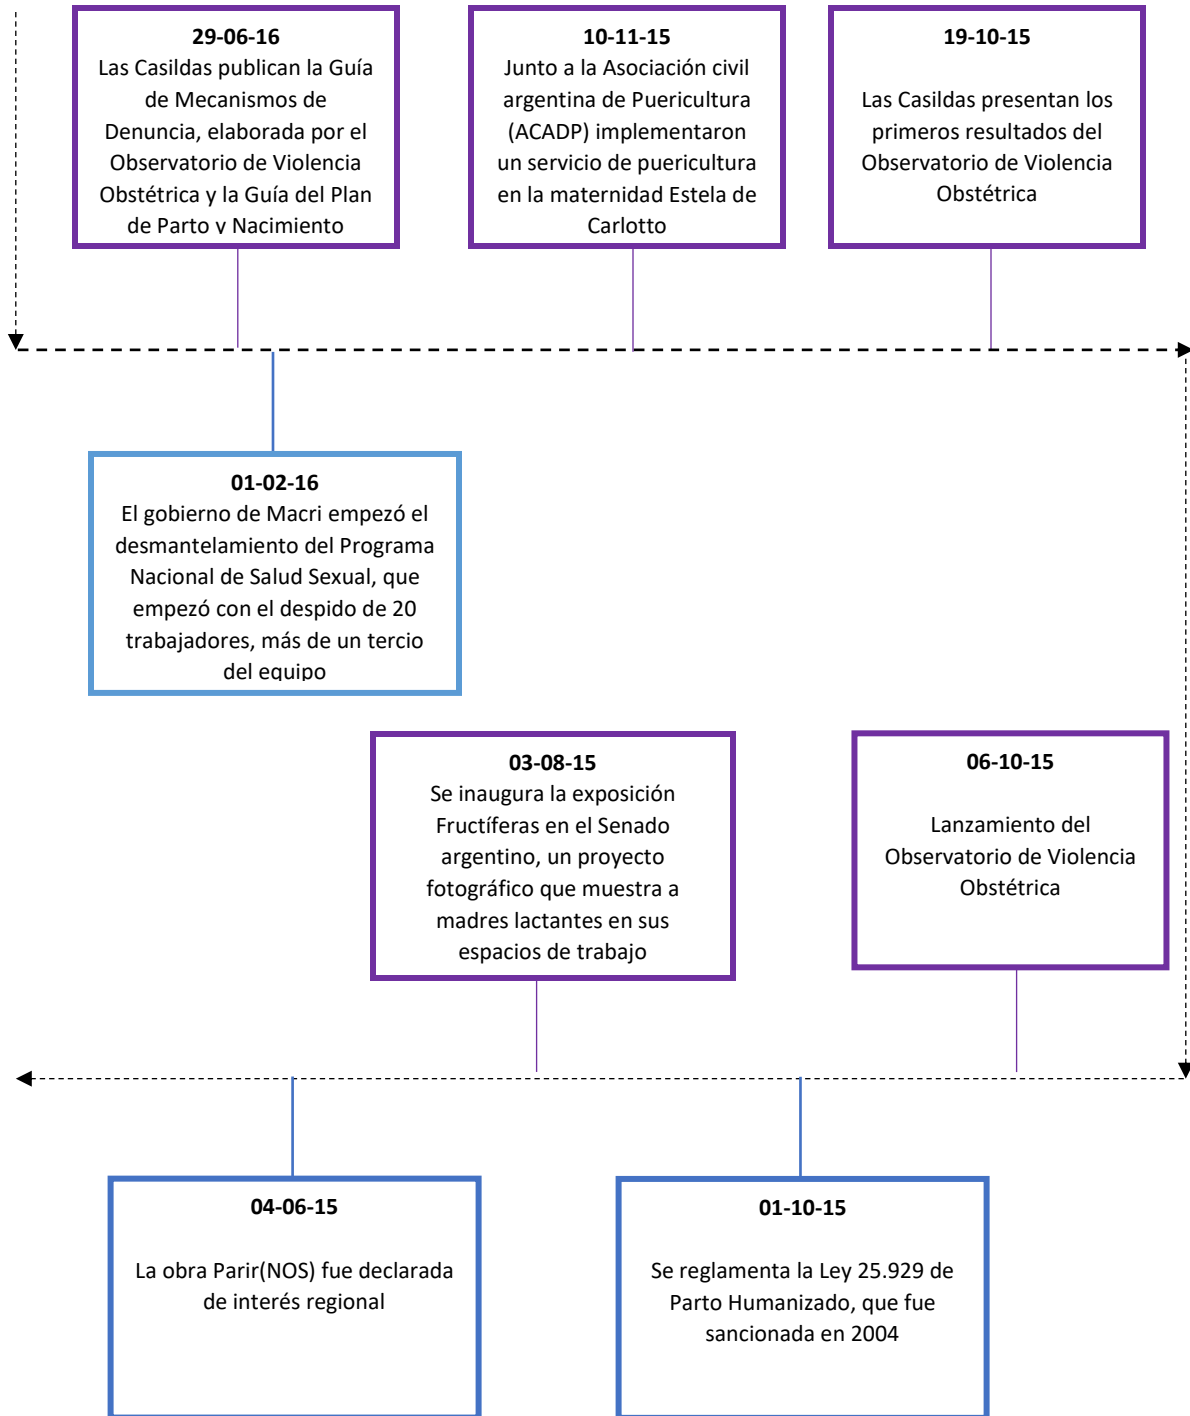 29-06-16
Las Casildas publican la Guía
de Mecanismos de
Denuncia, elaborada por el
Observatorio de Violencia
Obstétrica y la Guía del Plan
de Parto y Nacimiento
10-11-15
Junto a la Asociación civil
argentina de Puericultura
(ACADP) implementaron
un servicio de puericultura
en la maternidad Estela de
Carlotto
19-10-15
Las Casildas presentan los
primeros resultados del
Observatorio de Violencia
Obstétrica
01-02-16
El gobierno de Macri empezó el
desmantelamiento del Programa
Nacional de Salud Sexual, que
empezó con el despido de 20
trabajadores, más de un tercio
del equipo
03-08-15
Se inaugura la exposición
Fructíferas en el Senado
argentino, un proyecto
fotográfico que muestra a
madres lactantes en sus
espacios de trabajo
06-10-15
Lanzamiento del
Observatorio de Violencia
Obstétrica
04-06-15
La obra Parir(NOS) fue declarada
de interés regional
01-10-15
Se reglamenta la Ley 25.929 de
Parto Humanizado, que fue
sancionada en 2004